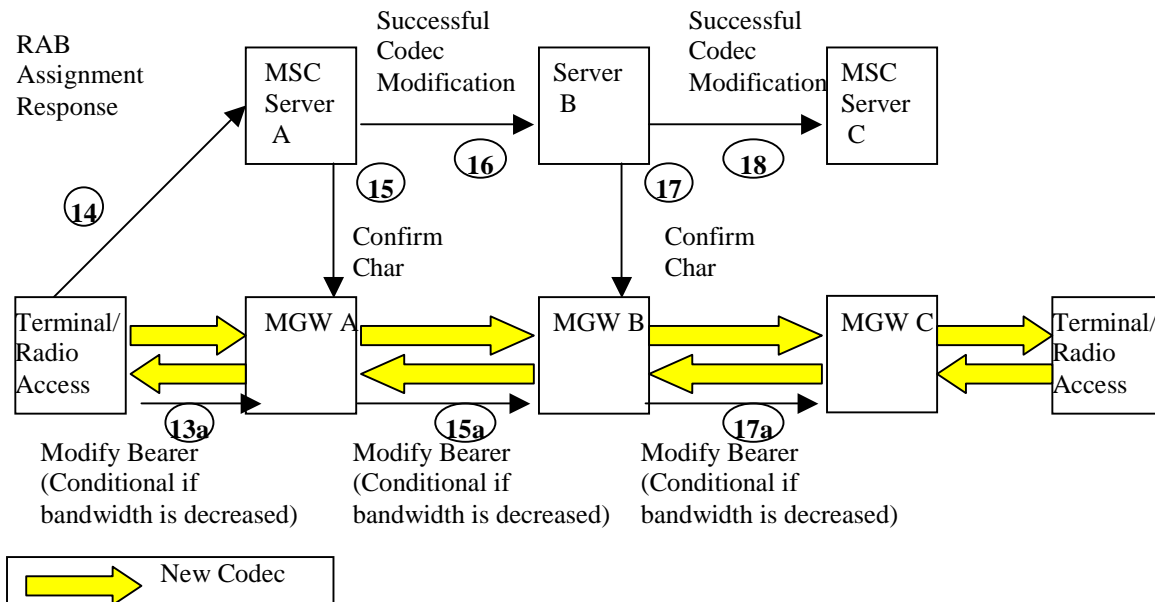 RAB
Assignment
Response
MSC
Server
A
Successful
Codec
Modification
Server
B
Successful
Codec
Modification
MSC
Server
C
14
15
16
17
18
Confirm
Char
Confirm
Char
Terminal/
Radio
Access
MGW A
MGW B
MGW C
Terminal/
Radio
Access
13a
15a
17a
Modify Bearer
(Conditional if
bandwidth is decreased)
Modify Bearer
(Conditional if
bandwidth is decreased)
Modify Bearer
(Conditional if
bandwidth is decreased)
New Codec